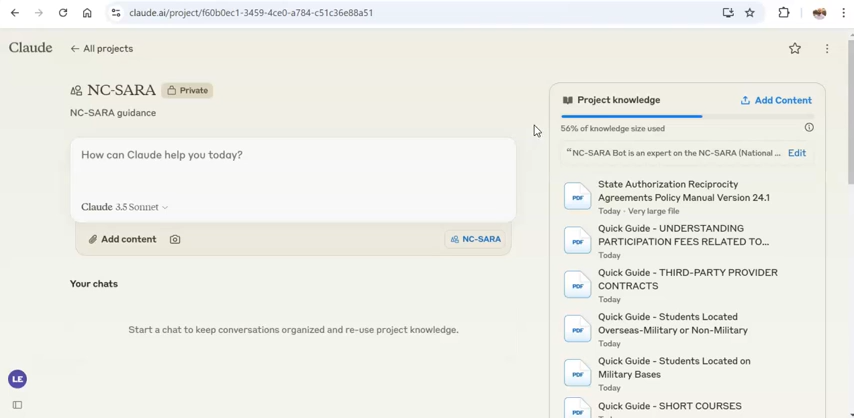 claude.ai/project/f60b0ec1-3459-4ce0-a784-c51c36e88a51
Claude
← All projects
NC-SARA
Private
NC-SARA guidance
How can Claude help you today?
Claude 3.5 Sonnet
Add content
NC-SARA
Your chats
Start a chat to keep conversations organized and re-use project knowledge.
LE
Project knowledge
Add Content
56% of knowledge size used
“NC-SARA Bot is an expert on the NC-SARA (National ...
Edit
PDF
State Authorization Reciprocity
Agreements Policy Manual Version 24.1
Today · Very large file
PDF
Quick Guide - UNDERSTANDING
PARTICIPATION FEES RELATED TO...
Today
PDF
Quick Guide - THIRD-PARTY PROVIDER
CONTRACTS
Today
PDF
Quick Guide - Students Located
Overseas-Military or Non-Military
Today
PDF
Quick Guide - Students Located on
Military Bases
Today
PDF
Quick Guide - SHORT COURSES